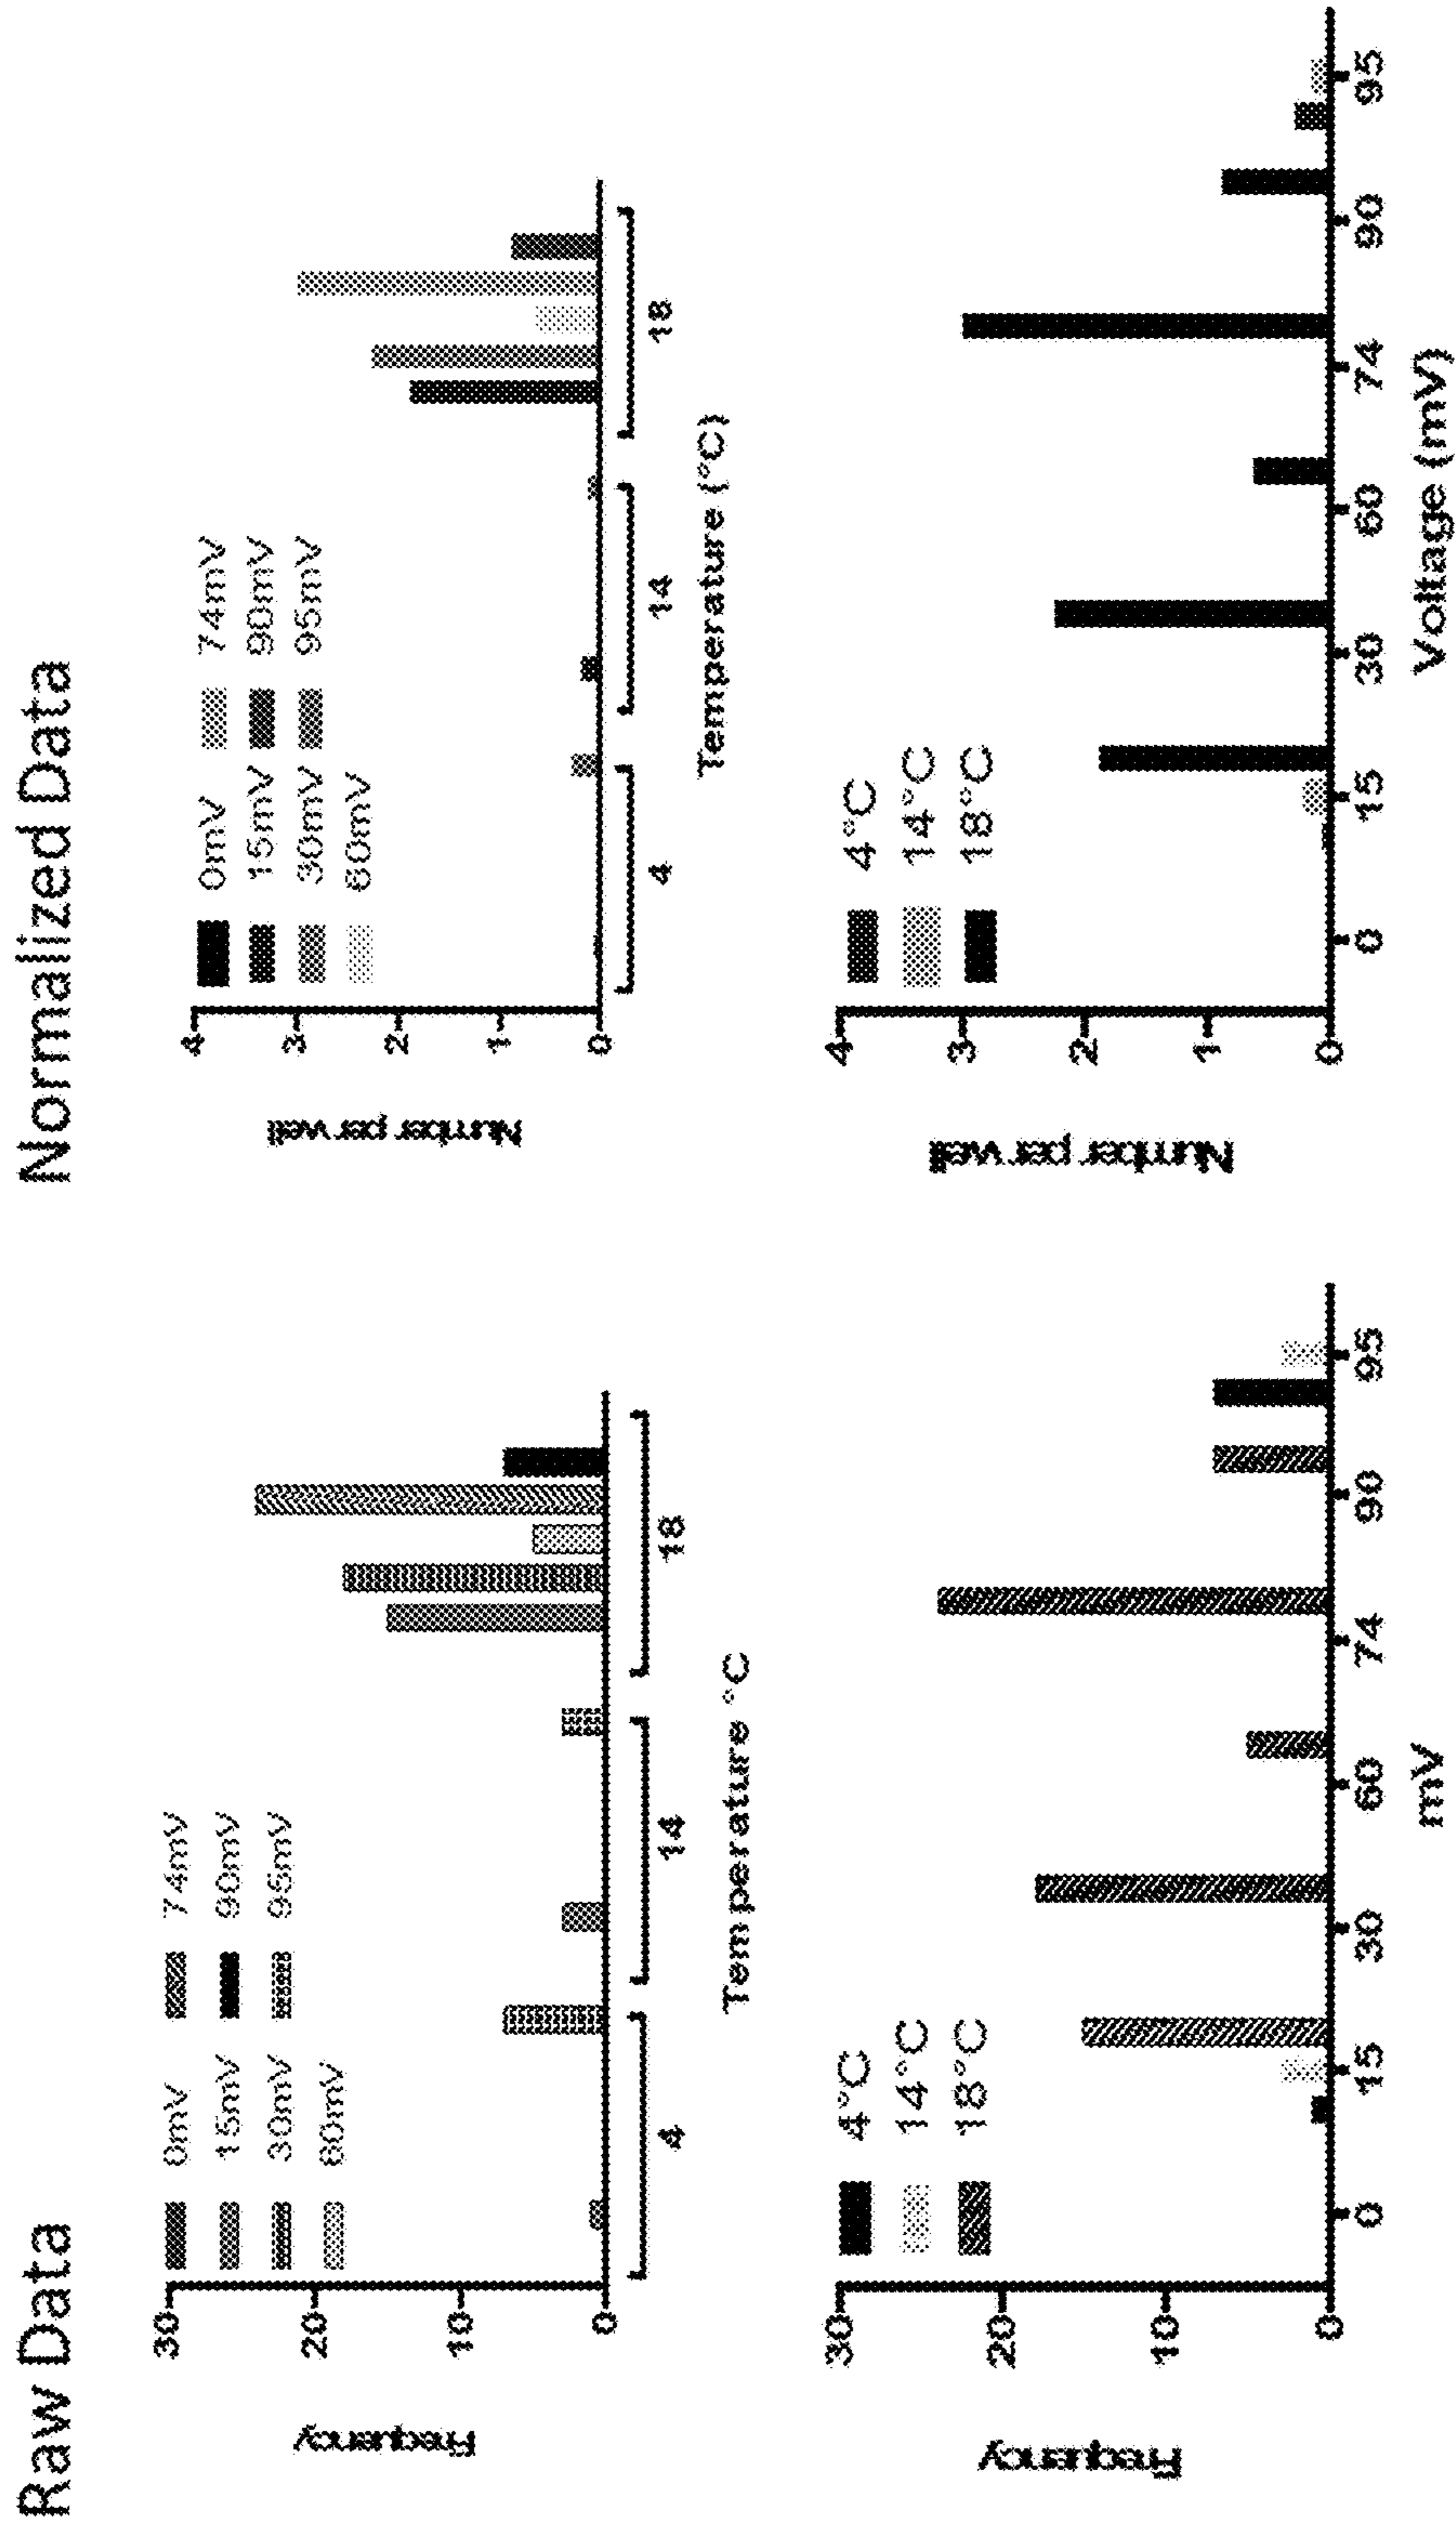 Raw Data
Frequency
30
20
10
0
0mV 74mV
15mV 90mV
30mV 95mV
60mV
4 14 18
Temperature °C
Frequency
30
20
10
0
4°C
14°C
18°C
0 15 30 60 74 90 95
mV
Normalized Data
Number per well
4
3
2
1
0
0mV 74mV
15mV 90mV
30mV 95mV
60mV
4 14 18
Temperature (°C)
Number per well
4
3
2
1
0
4°C
14°C
18°C
0 15 30 60 74 90 95
Voltage (mV)